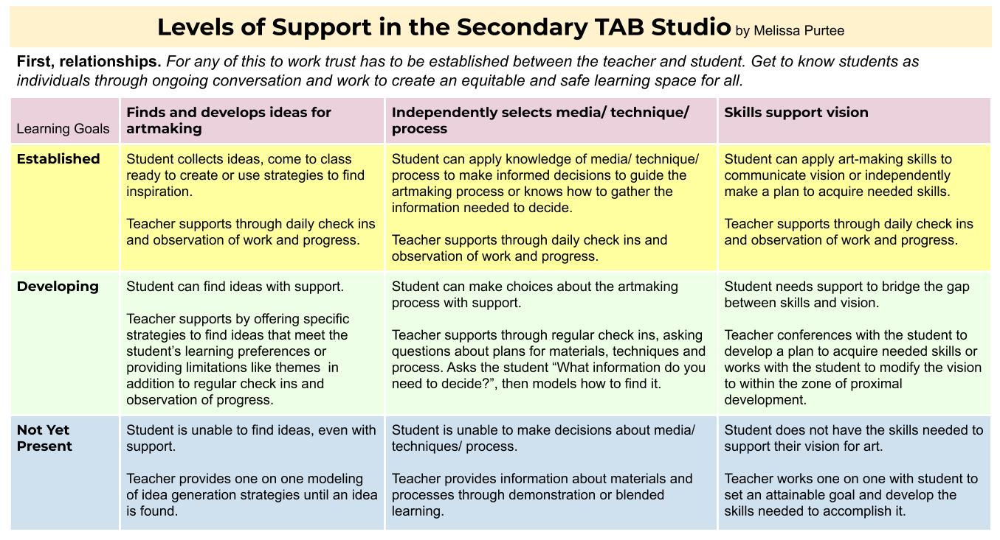 Levels of Support in the Secondary TAB Studio by Melissa Purtee
First, relationships. For any of this to work trust has to be established between the teacher and student. Get to know students as
individuals through ongoing conversation and work to create an equitable and safe learning space for all.
Learning Goals
Finds and develops ideas for
artmaking
Independently selects media/ technique/
process
Skills support vision
Established
Student collects ideas, come to class
ready to create or use strategies to find
inspiration.
Teacher supports through daily check ins
and observation of work and progress.
Student can apply knowledge of media/ technique/
process to make informed decisions to guide the
artmaking process or knows how to gather the
information needed to decide.
Teacher supports through daily check ins and
observation of work and progress.
Student can apply art-making skills to
communicate vision or independently
make a plan to acquire needed skills.
Teacher supports through daily check ins
and observation of work and progress.
Developing
Student can find ideas with support.
Teacher supports by offering specific
strategies to find ideas that meet the
student's learning preferences or
providing limitations like themes in
addition to regular check ins and
observation of progress.
Student can make choices about the artmaking
process with support.
Teacher supports through regular check ins, asking
questions about plans for materials, techniques and
process. Asks the student “What information do you
need to decide?”, then models how to find it.
Student needs support to bridge the gap
between skills and vision.
Teacher conferences with the student to
develop a plan to acquire needed skills or
works with the student to modify the vision
to within the zone of proximal
development.
Not Yet
Present
Student is unable to find ideas, even with
support.
Teacher provides one on one modeling
of idea generation strategies until an idea
is found.
Student is unable to make decisions about media/
techniques/ process.
Teacher provides information about materials and
processes through demonstration or blended
learning.
Student does not have the skills needed to
support their vision for art.
Teacher works one on one with student to
set an attainable goal and develop the
skills needed to accomplish it.